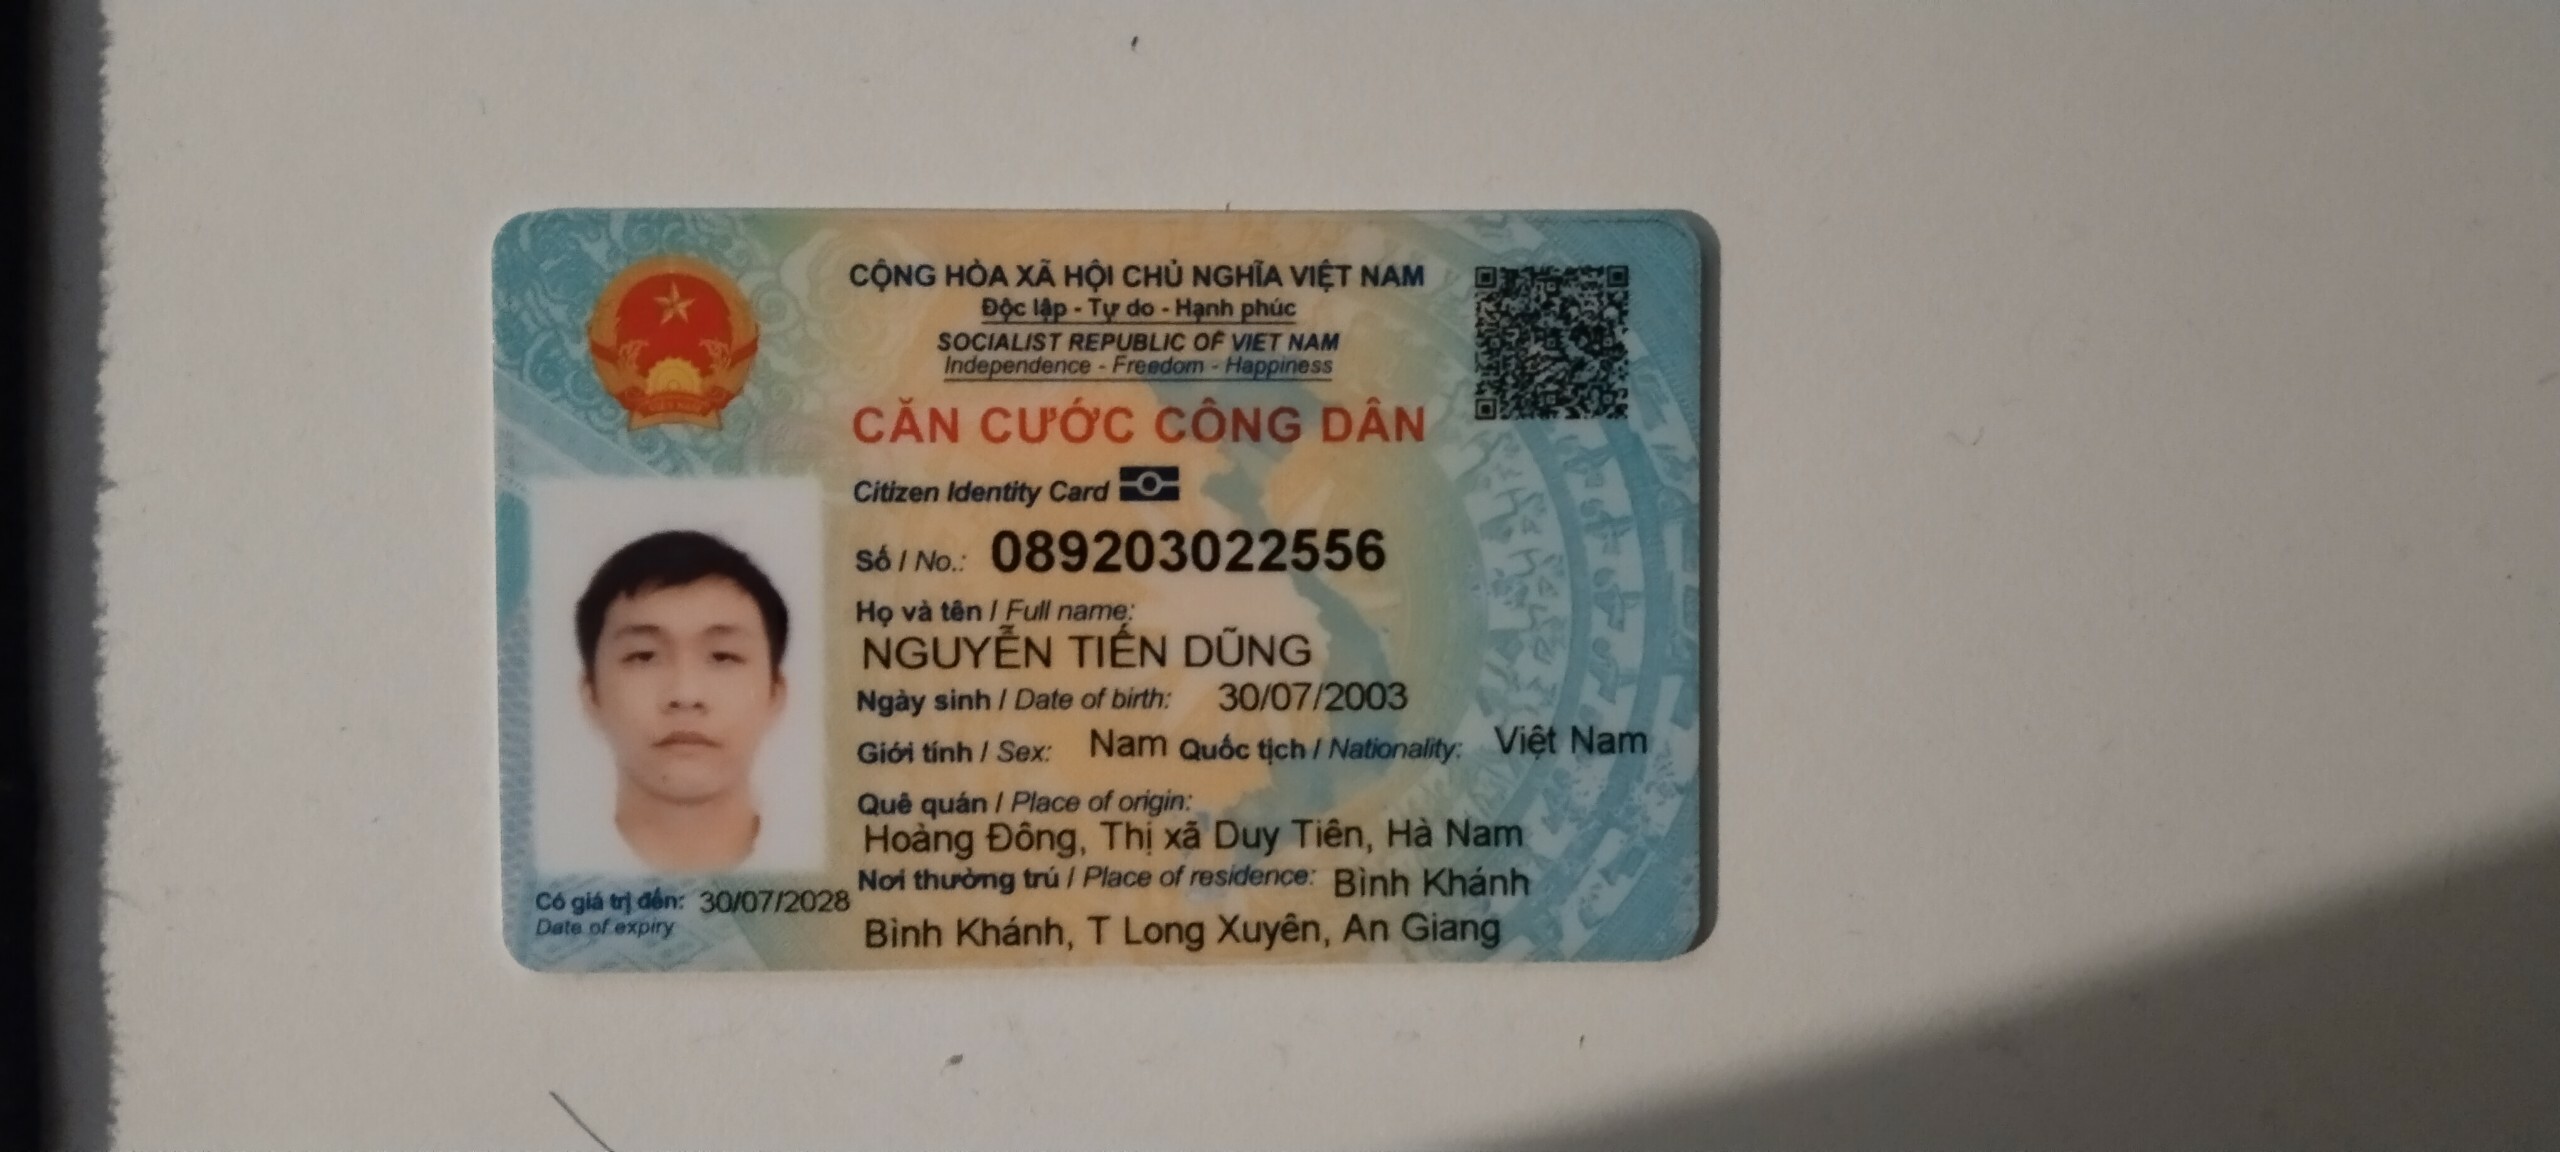 CỘNG HÒA XÃ HỘI CHỦ NGHĨA VIỆT NAM
Độc lập - Tự do - Hạnh phúc
SOCIALIST REPUBLIC OF VIET NAM
Independence - Freedom - Happiness
CĂN CƯỚC CÔNG DÂN
Citizen Identity Card
Số / No.: 089203022556
Họ và tên / Full name:
NGUYỄN TIẾN DŨNG
Ngày sinh / Date of birth: 30/07/2003
Giới tính / Sex: Nam Quốc tịch / Nationality: Việt Nam
Quê quán / Place of origin:
Hoàng Đông, Thị xã Duy Tiên, Hà Nam
Nơi thường trú / Place of residence: Bình Khánh
Bình Khánh, T Long Xuyên, An Giang
Có giá trị đến: 30/07/2028
Date of expiry